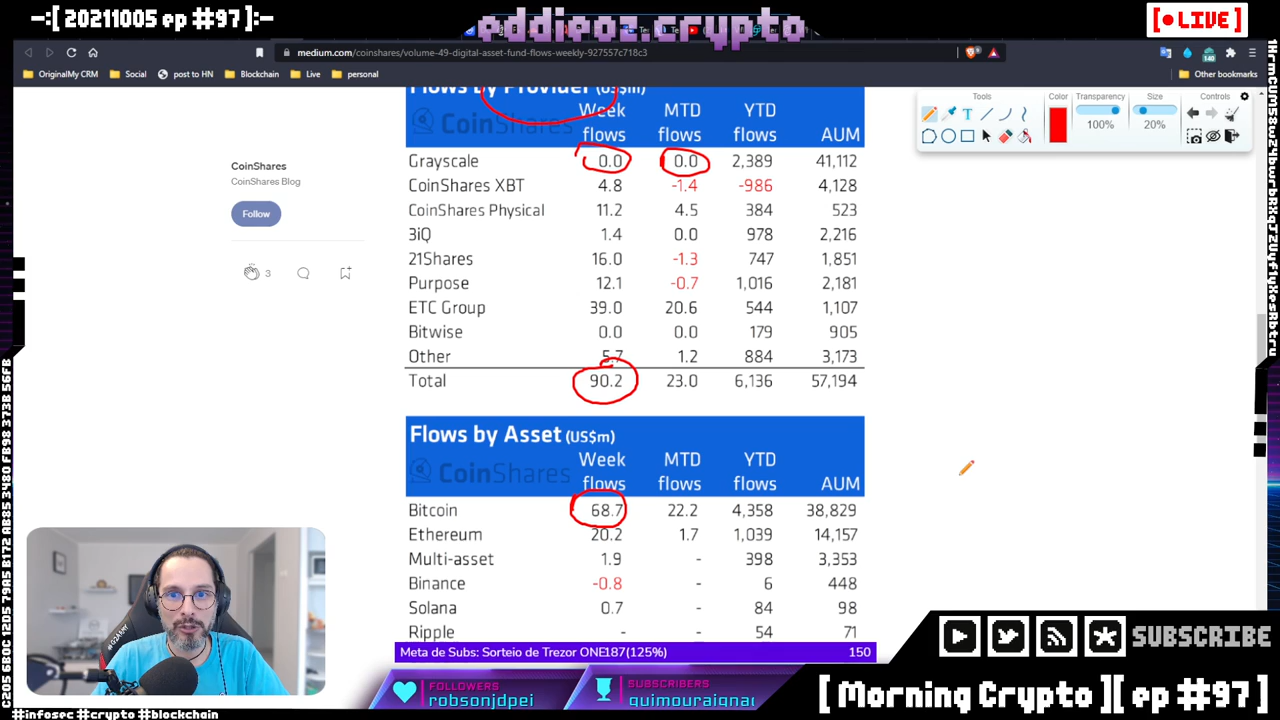 -:[ 20211005 ep #97]:-
eddieoz.crypto
[● LIVE]
medium.com/coinshares/volume-49-digital-asset-fund-flows-weekly-927557c718c3
140
OriginalMy CRM
Social
post to HN
Blockchain
Live
personal
Other bookmarks
Tools
Color
Transparency
Size
Controls
T
100%
20%
CoinShares
CoinShares Blog
Follow
3
Flows by Provider (US$m)
CoinShares
Week flows MTD flows YTD flows AUM
Grayscale 0.0 0.0 2,389 41,112
CoinShares XBT 4.8 -1.4 -986 4,128
CoinShares Physical 11.2 4.5 384 523
3iQ 1.4 0.0 978 2,216
21Shares 16.0 -1.3 747 1,851
Purpose 12.1 -0.7 1,016 2,181
ETC Group 39.0 20.6 544 1,107
Bitwise 0.0 0.0 179 905
Other 5.7 1.2 884 3,173
Total 90.2 23.0 6,136 57,194
Flows by Asset (US$m)
CoinShares
Week flows MTD flows YTD flows AUM
Bitcoin 68.7 22.2 4,358 38,829
Ethereum 20.2 1.7 1,039 14,157
Multi-asset 1.9 - 398 3,353
Binance -0.8 - 6 448
Solana 0.7 - 84 98
Ripple - - 54 71
Meta de Subs: Sorteio de Trezor ONE187(125%) 150
FOLLOWERS
robsonjdpei
SUBSCRIBERS
quimouraignac
SUBSCRIBE
[ Morning Crypto ][ ep #97 ]
#infosec #crypto #blockchain